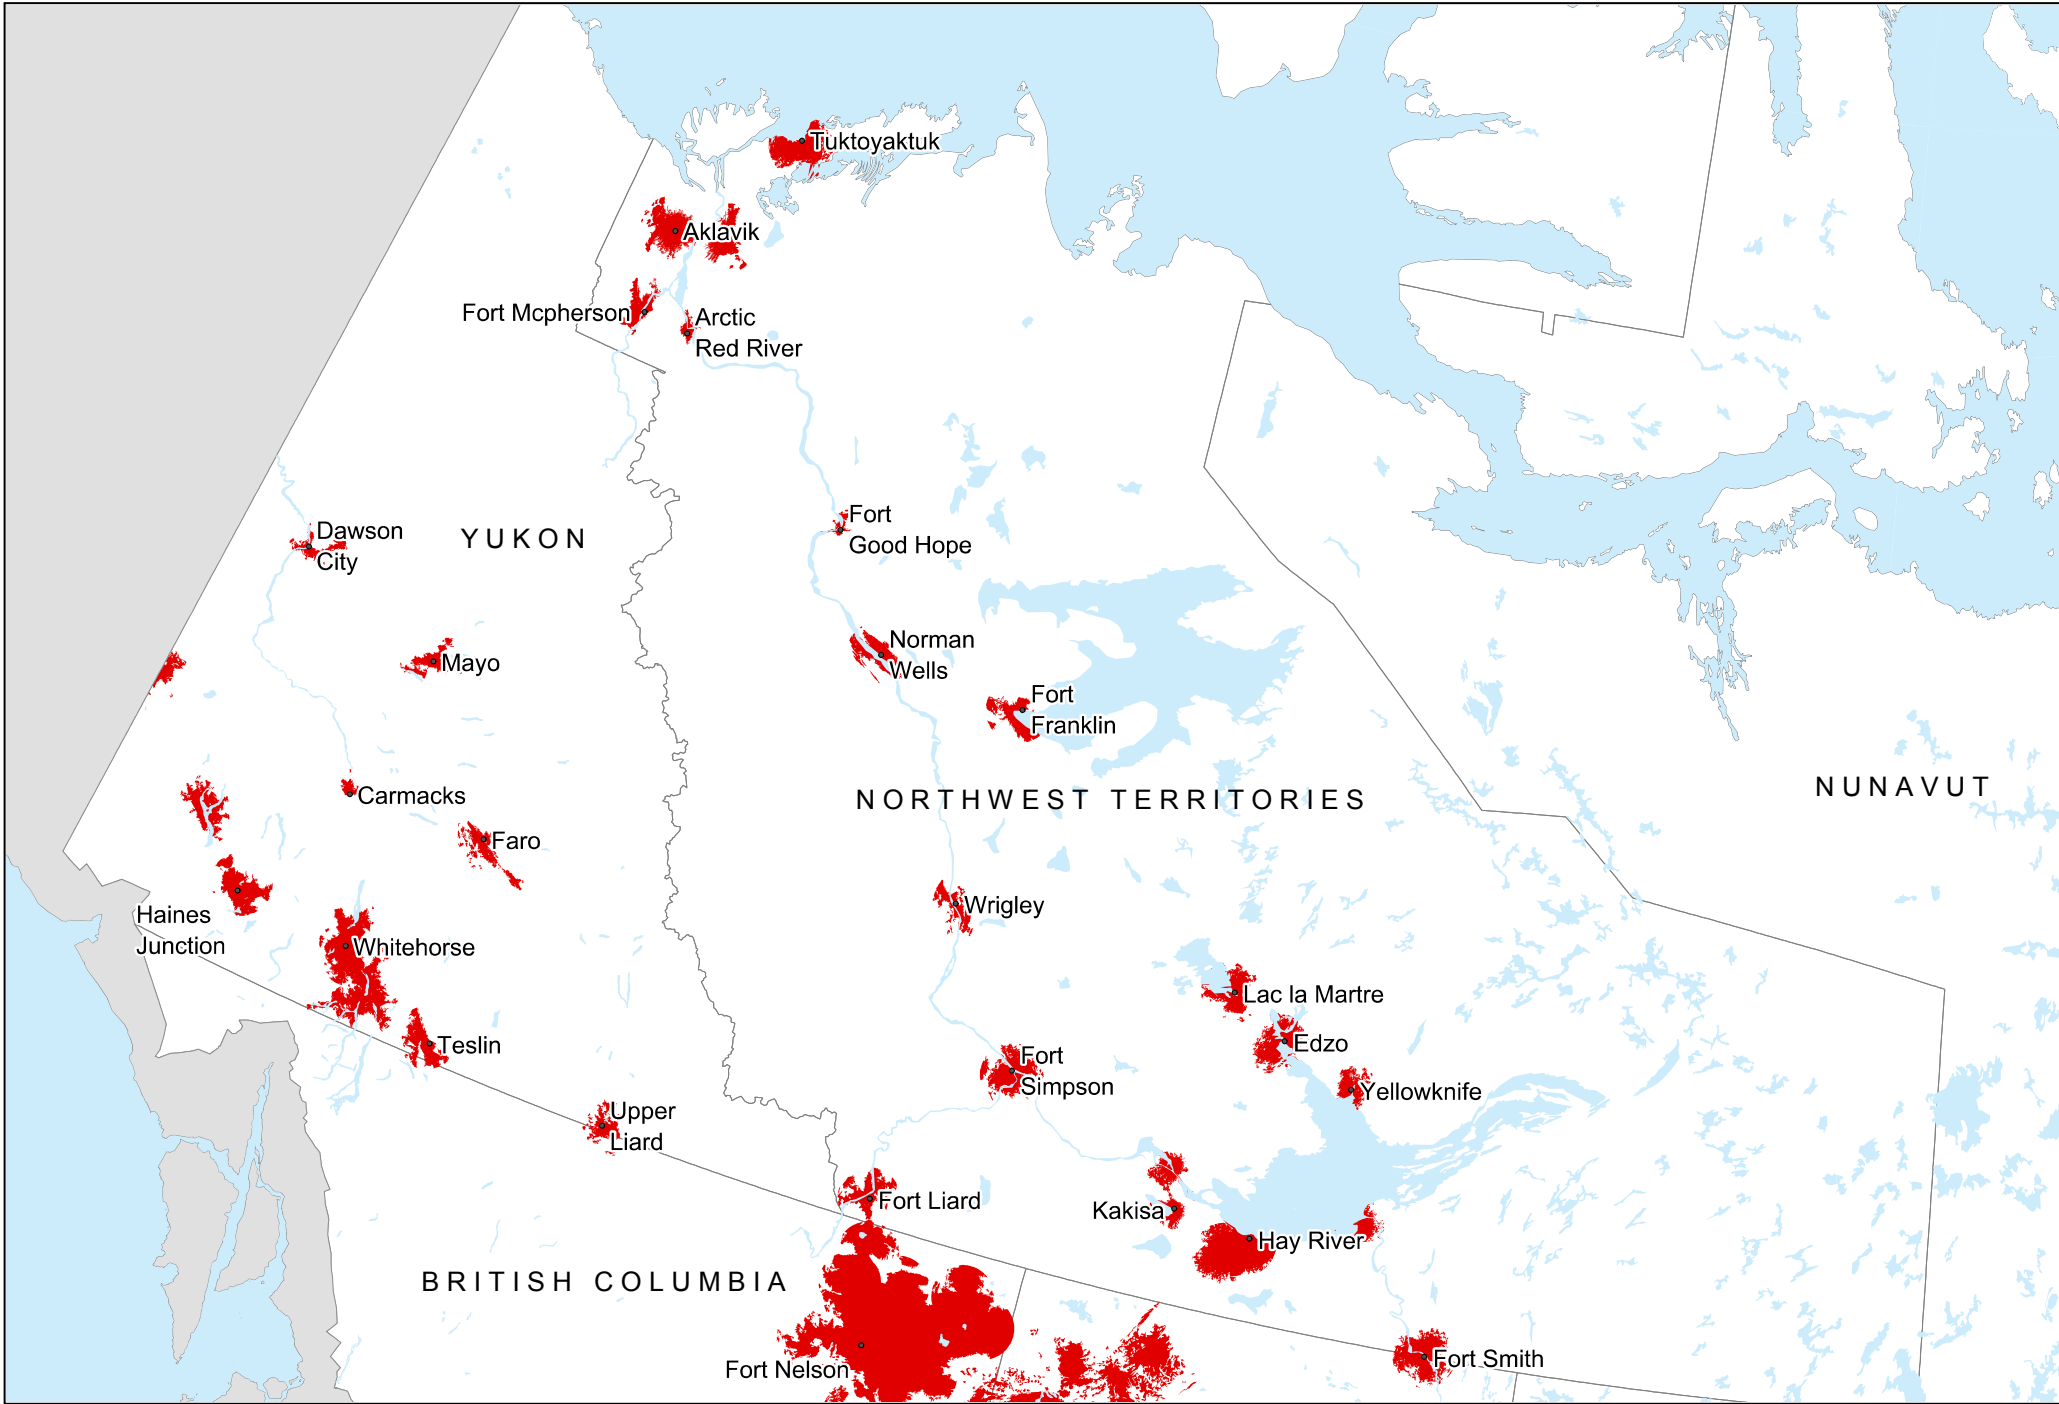 Tuktoyaktuk
Aklavik
Fort Mcpherson
Arctic
Red River
Dawson
City
YUKON
Fort
Good Hope
Norman
Wells
Mayo
Fort
Franklin
Carmacks
NORTHWEST TERRITORIES
NUNAVUT
Faro
Wrigley
Haines
Junction
Whitehorse
Lac la Martre
Teslin
Edzo
Fort
Simpson
Yellowknife
Upper
Liard
Fort Liard
Kakisa
Hay River
BRITISH COLUMBIA
Fort Nelson
Fort Smith